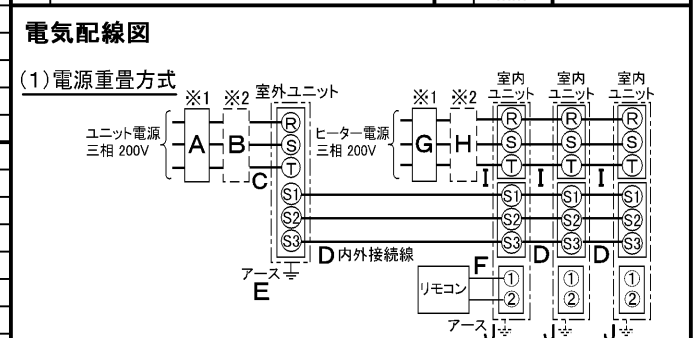 電気配線図
(1)電源重畳方式
※1 ※2 室外ユニット
ユニット電源
三相 200V
A B
R
S
T
C
S1
S2
S3
アース
E
D 内外接続線
※1 ※2
ヒーター電源
三相 200V
G H
室内
ユニット
室内
ユニット
室内
ユニット
R R R
S S S
T T T
I I I
S1 S1 S1
S2 S2 S2
S3 S3 S3
D D
リモコン
F
1 1 1
2 2 2
アース J J J